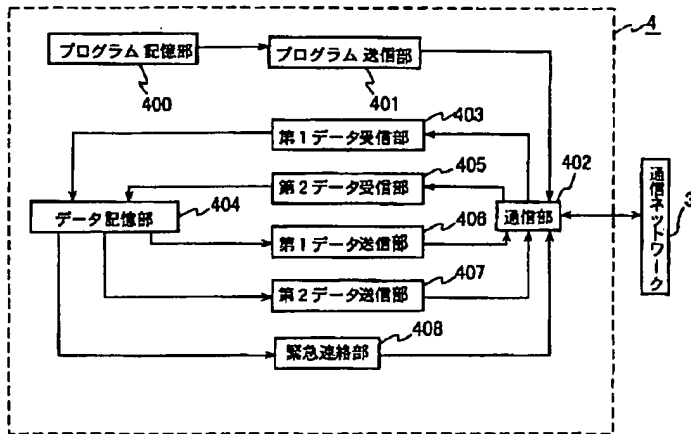 4
プログラム記憶部
400
プログラム送信部
401
403
第1データ受信部
405
第2データ受信部
402
通信部
404
データ記憶部
406
第1データ送信部
407
第2データ送信部
408
緊急連絡部
通信ネットワーク
3